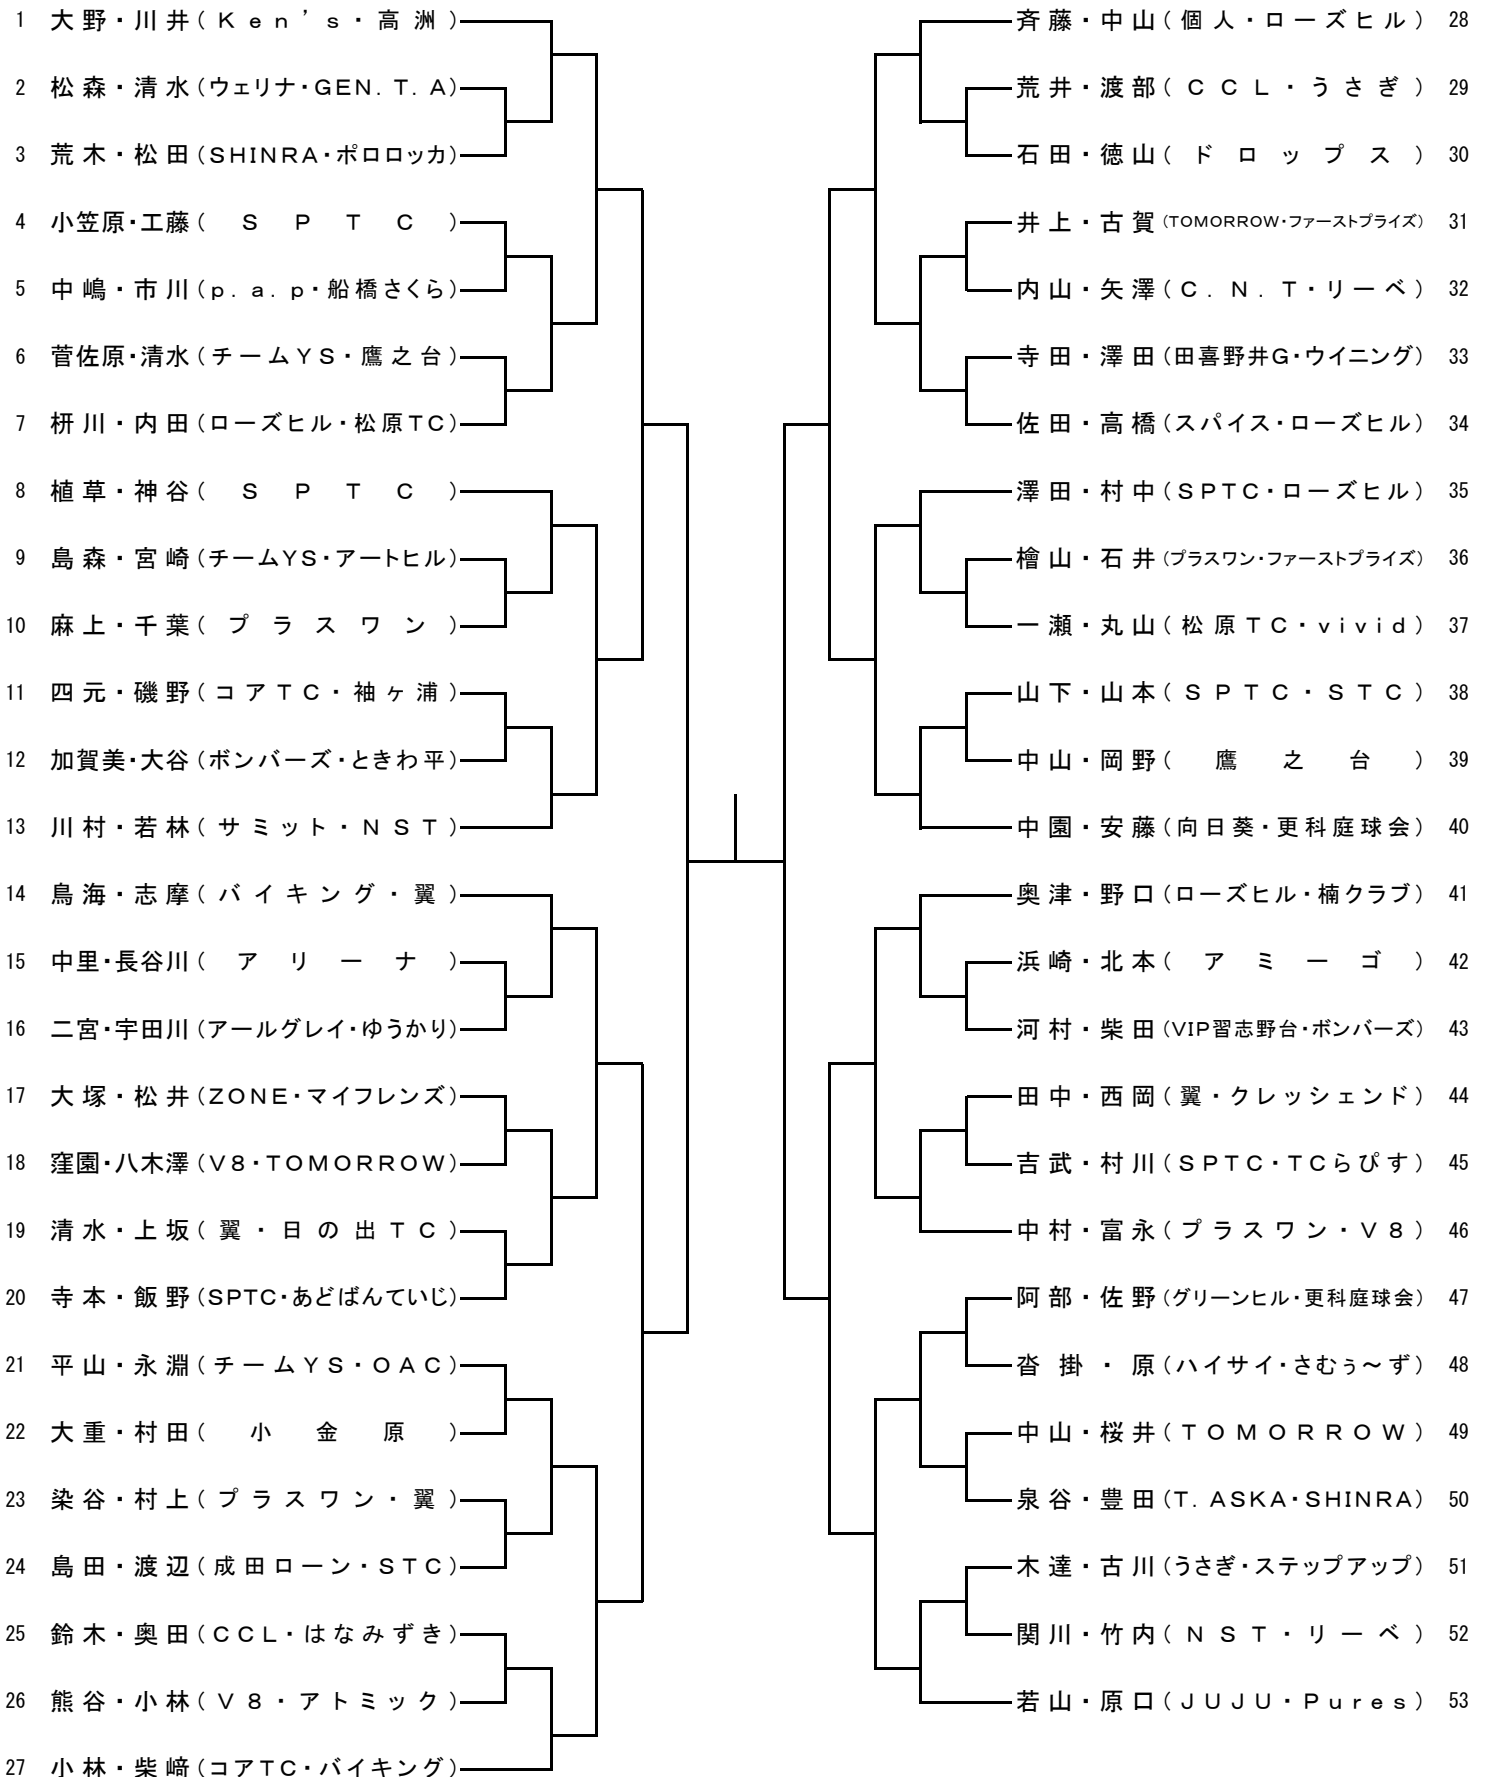 1 大野・川井(Ken's・高洲)
2 松森・清水(ウェリナ・GEN.T.A)
3 荒木・松田(SHINRA・ポロロッカ)
4 小笠原・工藤(SPTC)
5 中嶋・市川(p.a.p・船橋さくら)
6 菅佐原・清水(チームYS・鷹之台)
7 枡川・内田(ローズヒル・松原TC)
8 植草・神谷(SPTC)
9 島森・宮崎(チームYS・アートヒル)
10 麻上・千葉(プラスワン)
11 四元・磯野(コアTC・袖ヶ浦)
12 加賀美・大谷(ボンバーズ・ときわ平)
13 川村・若林(サミット・NST)
14 鳥海・志摩(バイキング・翼)
15 中里・長谷川(アリーナ)
16 二宮・宇田川(アールグレイ・ゆうかり)
17 大塚・松井(ZONE・マイフレンズ)
18 窪園・八木澤(V8・TOMORROW)
19 清水・上坂(翼・日の出TC)
20 寺本・飯野(SPTC・あどばんていじ)
21 平山・永淵(チームYS・OAC)
22 大重・村田(小金原)
23 染谷・村上(プラスワン・翼)
24 島田・渡辺(成田ローン・STC)
25 鈴木・奥田(CCL・はなみずき)
26 熊谷・小林(V8・アトミック)
27 小林・柴﨑(コアTC・バイキング)
斉藤・中山(個人・ローズヒル) 28
荒井・渡部(CCL・うさぎ) 29
石田・徳山(ドロップス) 30
井上・古賀(TOMORROW・ファーストプライズ) 31
内山・矢澤(C.N.T・リーベ) 32
寺田・澤田(田喜野井G・ウイニング) 33
佐田・高橋(スパイス・ローズヒル) 34
澤田・村中(SPTC・ローズヒル) 35
檜山・石井(プラスワン・ファーストプライズ) 36
一瀬・丸山(松原TC・vivid) 37
山下・山本(SPTC・STC) 38
中山・岡野(鷹之台) 39
中園・安藤(向日葵・更科庭球会) 40
奥津・野口(ローズヒル・楠クラブ) 41
浜崎・北本(アミーゴ) 42
河村・柴田(VIP習志野台・ボンバーズ) 43
田中・西岡(翼・クレッシェンド) 44
吉武・村川(SPTC・TCらぴす) 45
中村・富永(プラスワン・V8) 46
阿部・佐野(グリーンヒル・更科庭球会) 47
沓掛・原(ハイサイ・さむぅ～ず) 48
中山・桜井(TOMORROW) 49
泉谷・豊田(T.ASKA・SHINRA) 50
木達・古川(うさぎ・ステップアップ) 51
関川・竹内(NST・リーベ) 52
若山・原口(JUJU・Pures) 53